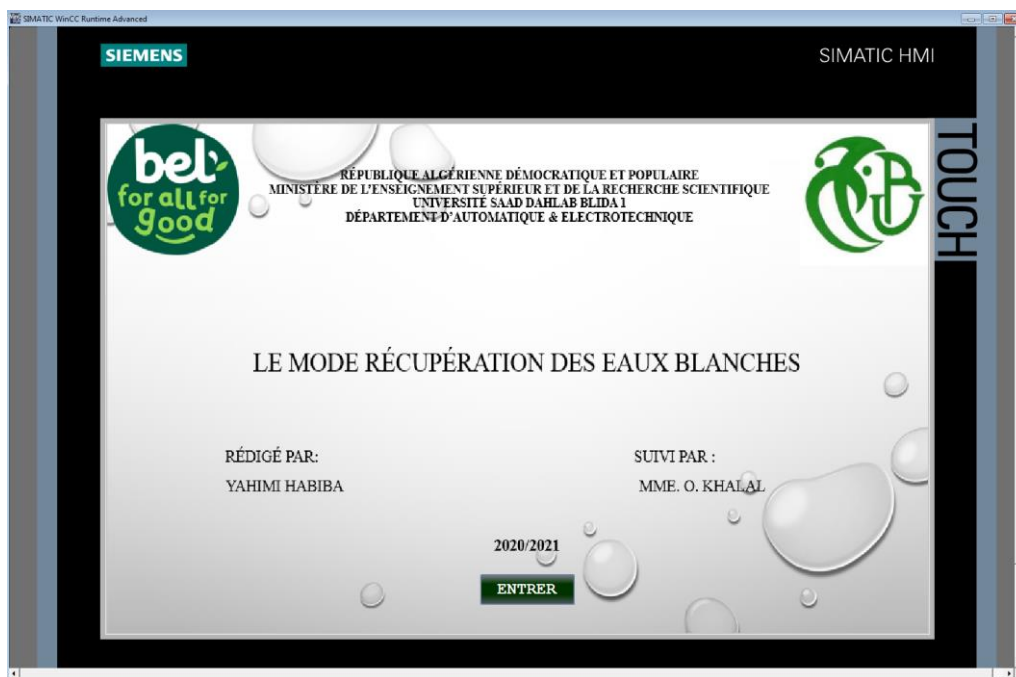 SIMATIC WinCC Runtime Advanced
SIEMENS
SIMATIC HMI
TOUCH
bel
for all for
good
RÉPUBLIQUE ALGÉRIENNE DÉMOCRATIQUE ET POPULAIRE
MINISTÈRE DE L'ENSEIGNEMENT SUPÉRIEUR ET DE LA RECHERCHE SCIENTIFIQUE
UNIVERSITÉ SAAD DAHLAB BLIDA 1
DÉPARTEMENT D'AUTOMATIQUE & ELECTROTECHNIQUE
LE MODE RÉCUPÉRATION DES EAUX BLANCHES
RÉDIGÉ PAR:
YAHIMI HABIBA
SUIVI PAR :
MME. O. KHALAL
2020/2021
ENTRER